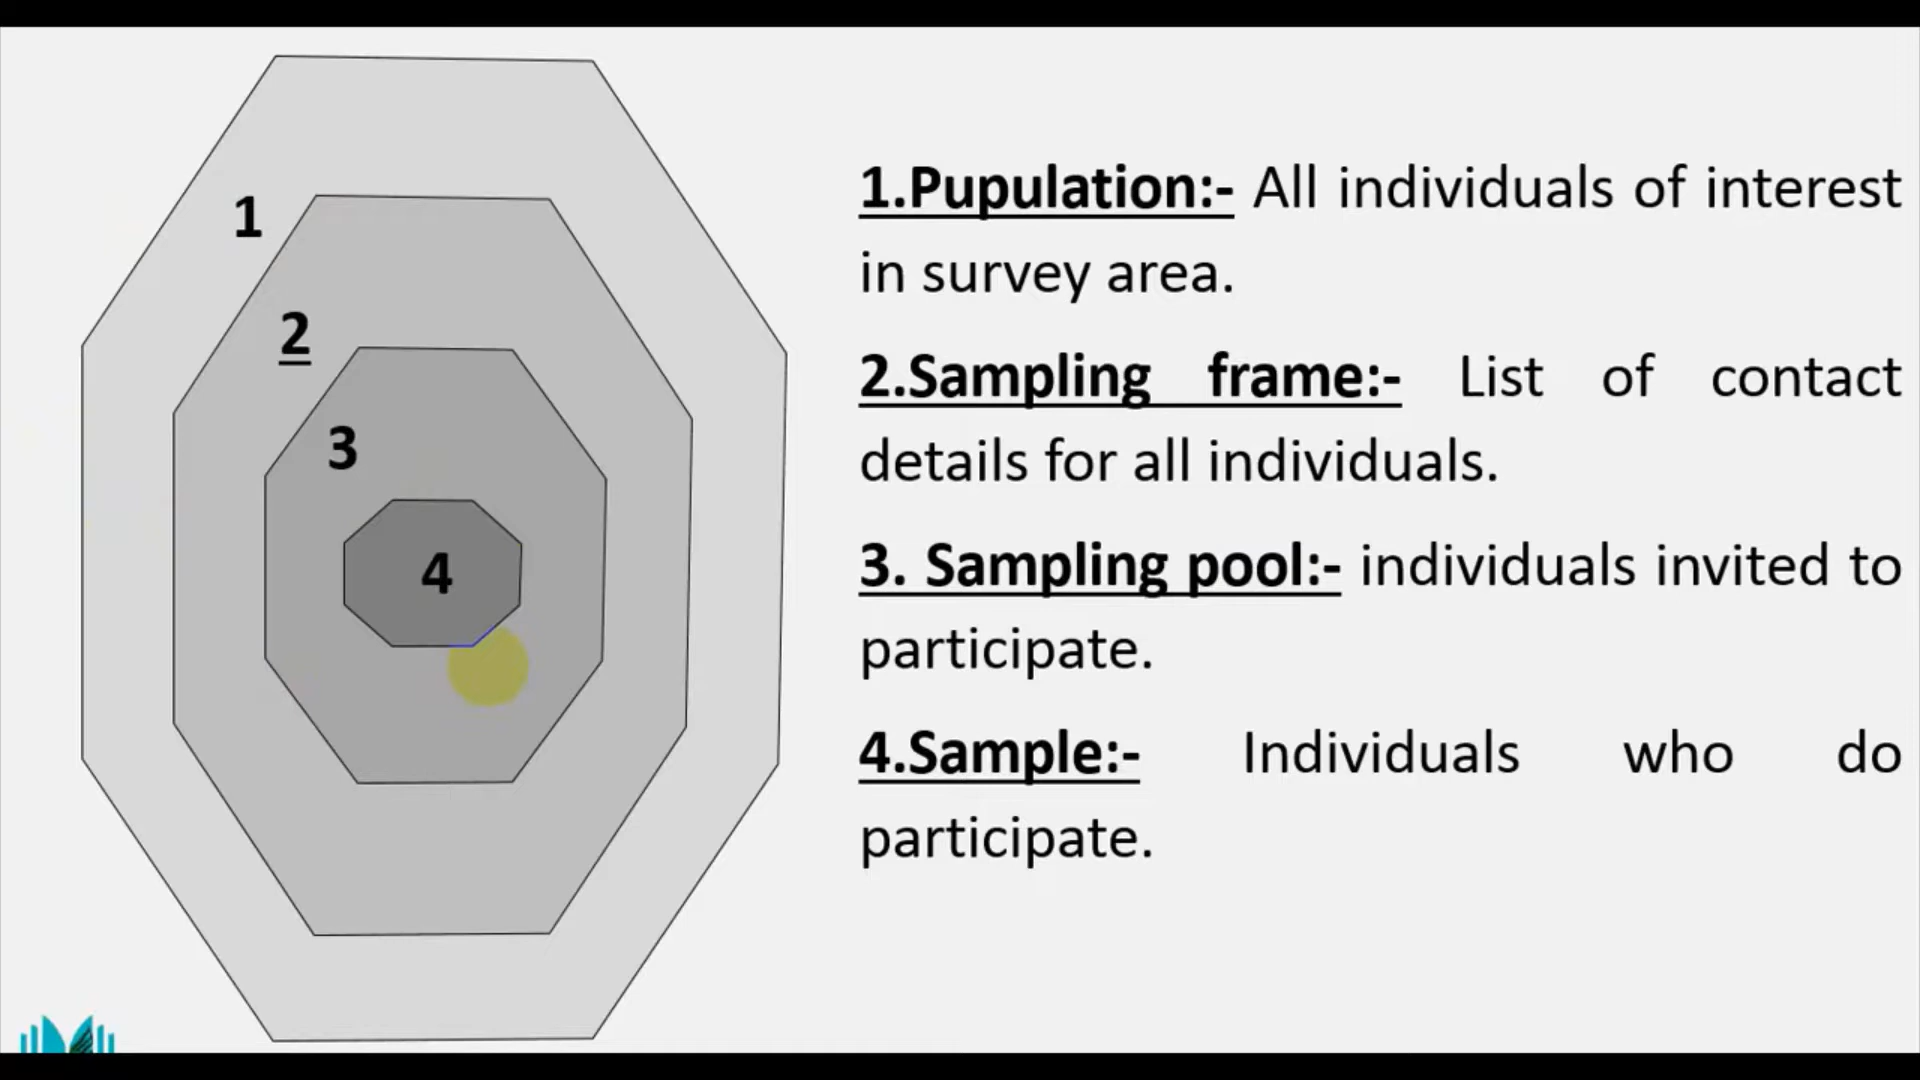 1
2
3
4
1.Pupulation:- All individuals of interest
in survey area.
2.Sampling frame:- List of contact
details for all individuals.
3. Sampling pool:- individuals invited to
participate.
4.Sample:- Individuals who do
participate.